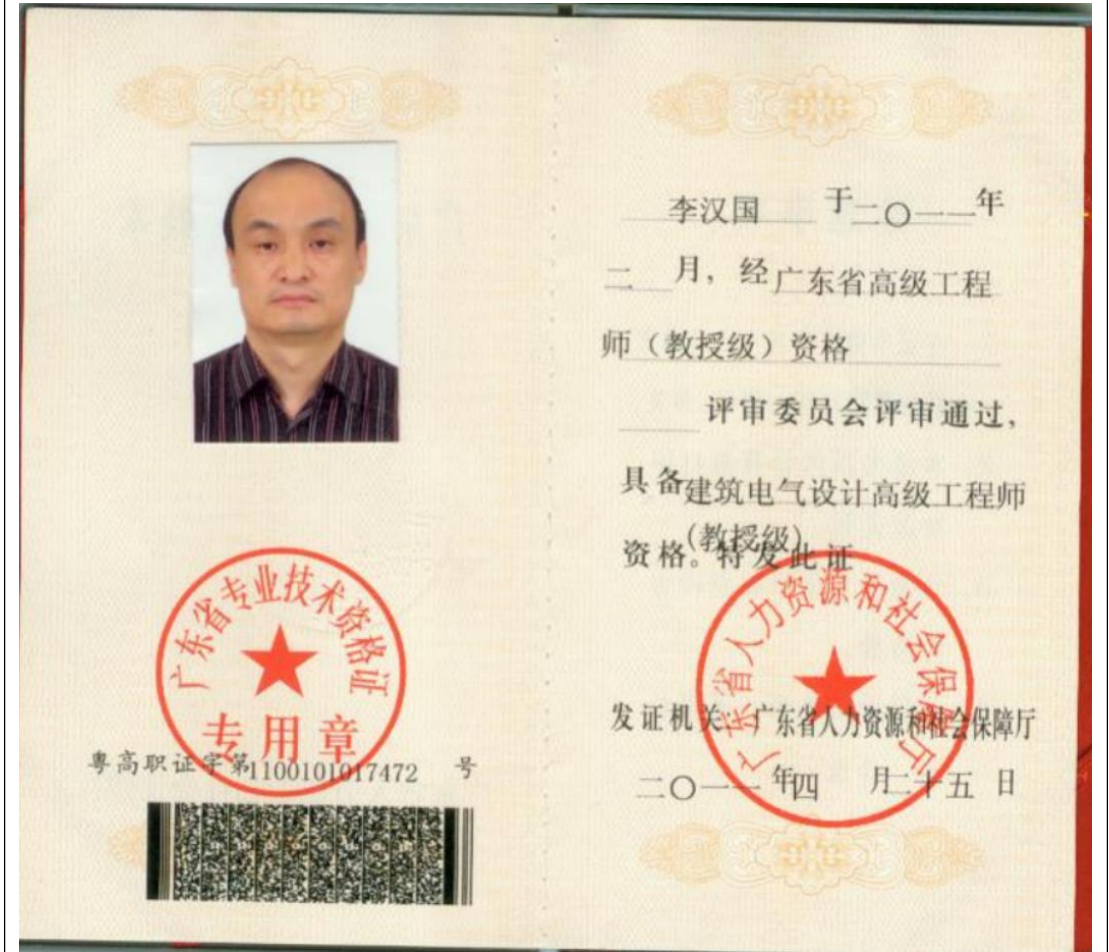 广东省专业技术资格证
专用章
粤高职证字第1100101017472 号
李汉国 于二〇一一年
二 月，经广东省高级工程
师（教授级）资格
评审委员会评审通过，
具备建筑电气设计高级工程师
(教授级)
资格。特发此证
广东省人力资源和社会保障厅
发证机关 广东省人力资源和社会保障厅
二〇一一年四 月二十五 日